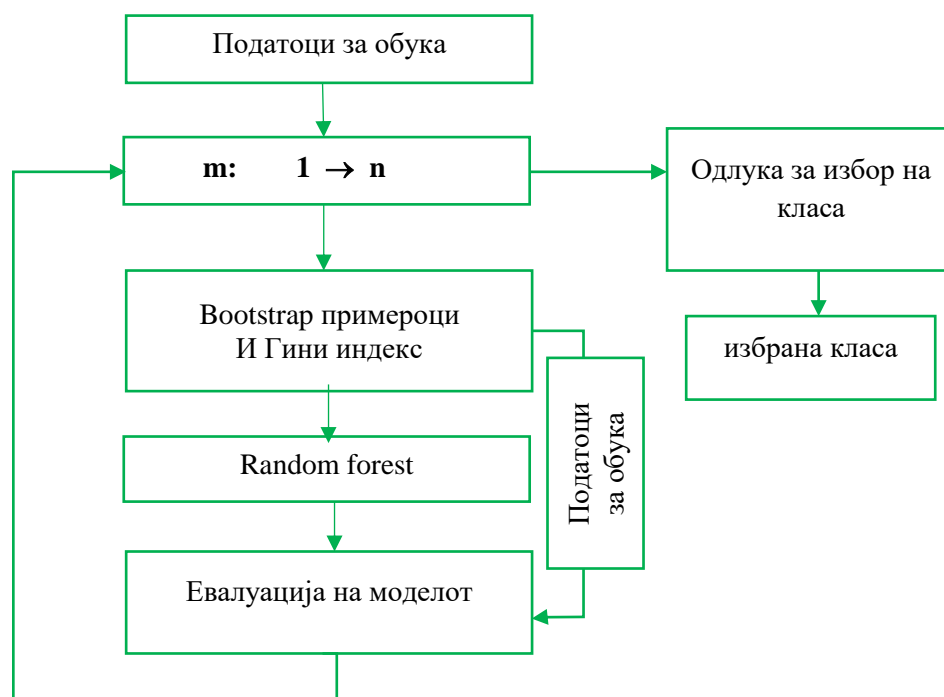 Податоци за обука
m: 1 → n
Одлука за избор на
класа
Bootstrap примероци
И Гини индекс
избрана класа
Податоци
за обука
Random forest
Евалуација на моделот